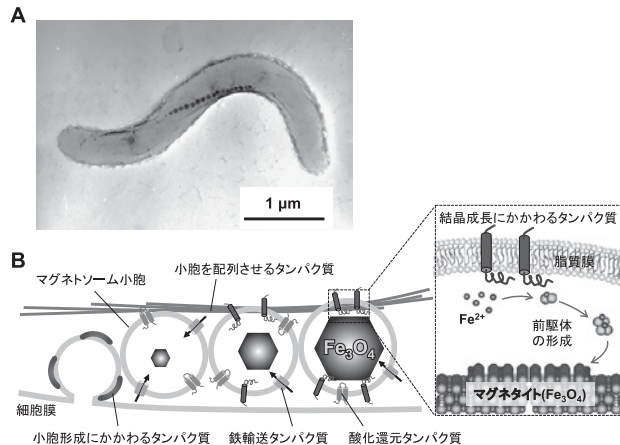 A
1 μm
結晶成長にかかわるタンパク質
脂質膜
Fe²⁺
前駆体
の形成
マグネタイト(Fe₃O₄)
B
小胞を配列させるタンパク質
マグネトソーム小胞
Fe₃O₄
細胞膜
小胞形成にかかわるタンパク質
鉄輸送タンパク質
酸化還元タンパク質